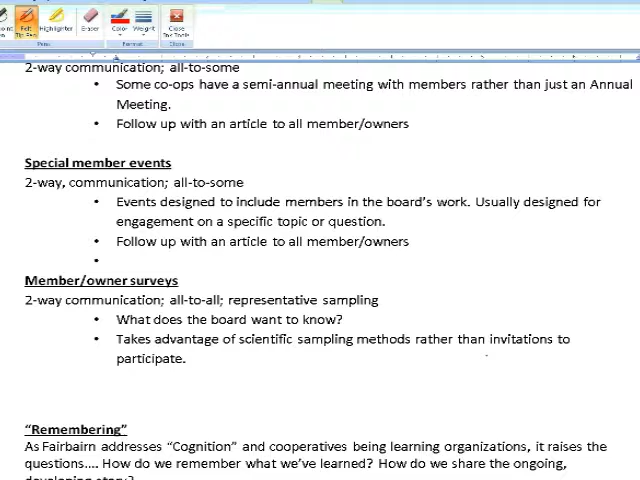 Felt Highlighter Eraser Color Weight Close
Tip Pen Ink Tools
Pens Format Close
2-way communication; all-to-some
• Some co-ops have a semi-annual meeting with members rather than just an Annual
Meeting.
• Follow up with an article to all member/owners
Special member events
2-way, communication; all-to-some
• Events designed to include members in the board's work. Usually designed for
engagement on a specific topic or question.
• Follow up with an article to all member/owners
•
Member/owner surveys
2-way communication; all-to-all; representative sampling
• What does the board want to know?
• Takes advantage of scientific sampling methods rather than invitations to
participate.
“Remembering”
As Fairbairn addresses “Cognition” and cooperatives being learning organizations, it raises the
questions.... How do we remember what we've learned? How do we share the ongoing,
developing story?